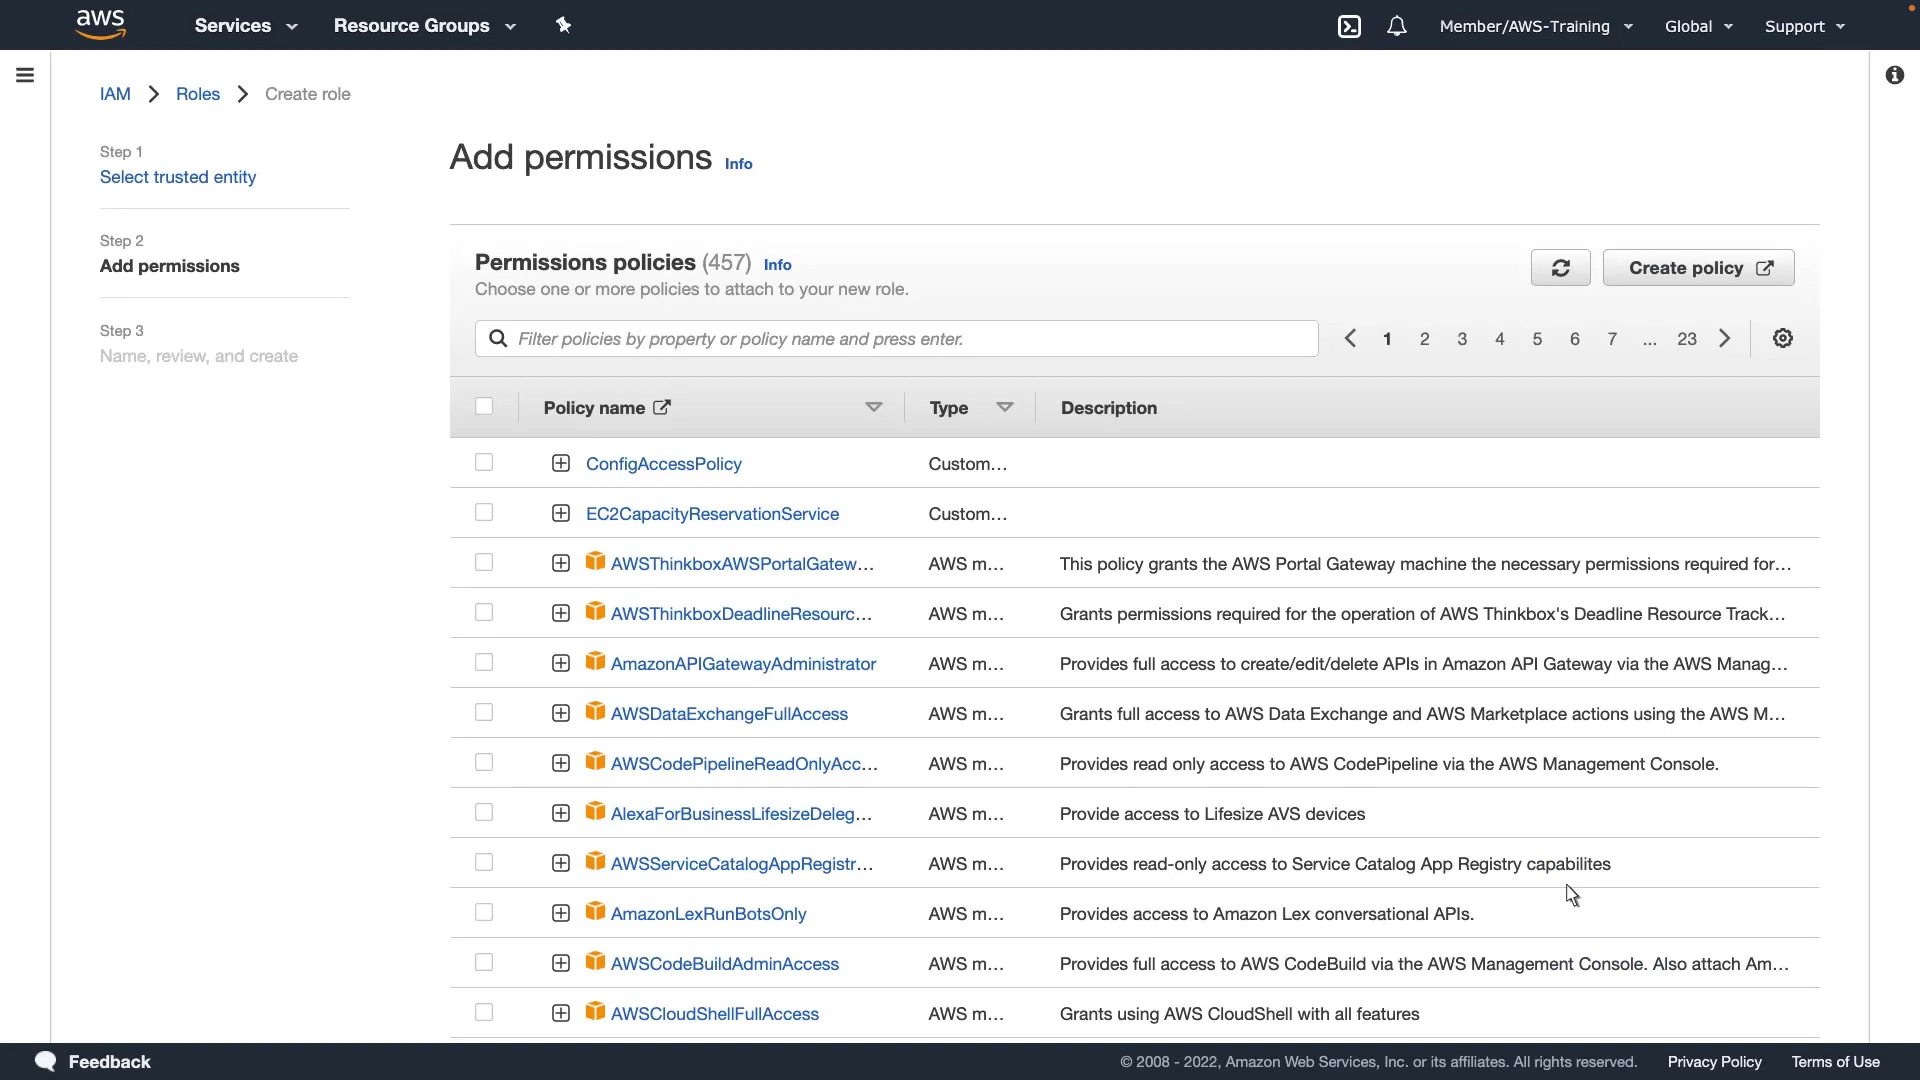 aws Services Resource Groups Member/AWS-Training Global Support
IAM Roles Create role
Step 1
Select trusted entity
Step 2
Add permissions
Step 3
Name, review, and create
Add permissions Info
Permissions policies (457) Info
Choose one or more policies to attach to your new role.
Create policy
Filter policies by property or policy name and press enter.
1 2 3 4 5 6 7 ... 23
Policy name Type Description
ConfigAccessPolicy Custom...
EC2CapacityReservationService Custom...
AWSThinkboxAWSPortalGatew... AWS m... This policy grants the AWS Portal Gateway machine the necessary permissions required for...
AWSThinkboxDeadlineResourc... AWS m... Grants permissions required for the operation of AWS Thinkbox's Deadline Resource Track...
AmazonAPIGatewayAdministrator AWS m... Provides full access to create/edit/delete APIs in Amazon API Gateway via the AWS Manag...
AWSDataExchangeFullAccess AWS m... Grants full access to AWS Data Exchange and AWS Marketplace actions using the AWS M...
AWSCodePipelineReadOnlyAcc... AWS m... Provides read only access to AWS CodePipeline via the AWS Management Console.
AlexaForBusinessLifesizeDeleg... AWS m... Provide access to Lifesize AVS devices
AWSServiceCatalogAppRegistr... AWS m... Provides read-only access to Service Catalog App Registry capabilites
AmazonLexRunBotsOnly AWS m... Provides access to Amazon Lex conversational APIs.
AWSCodeBuildAdminAccess AWS m... Provides full access to AWS CodeBuild via the AWS Management Console. Also attach Am...
AWSCloudShellFullAccess AWS m... Grants using AWS CloudShell with all features
Feedback © 2008 - 2022, Amazon Web Services, Inc. or its affiliates. All rights reserved. Privacy Policy Terms of Use